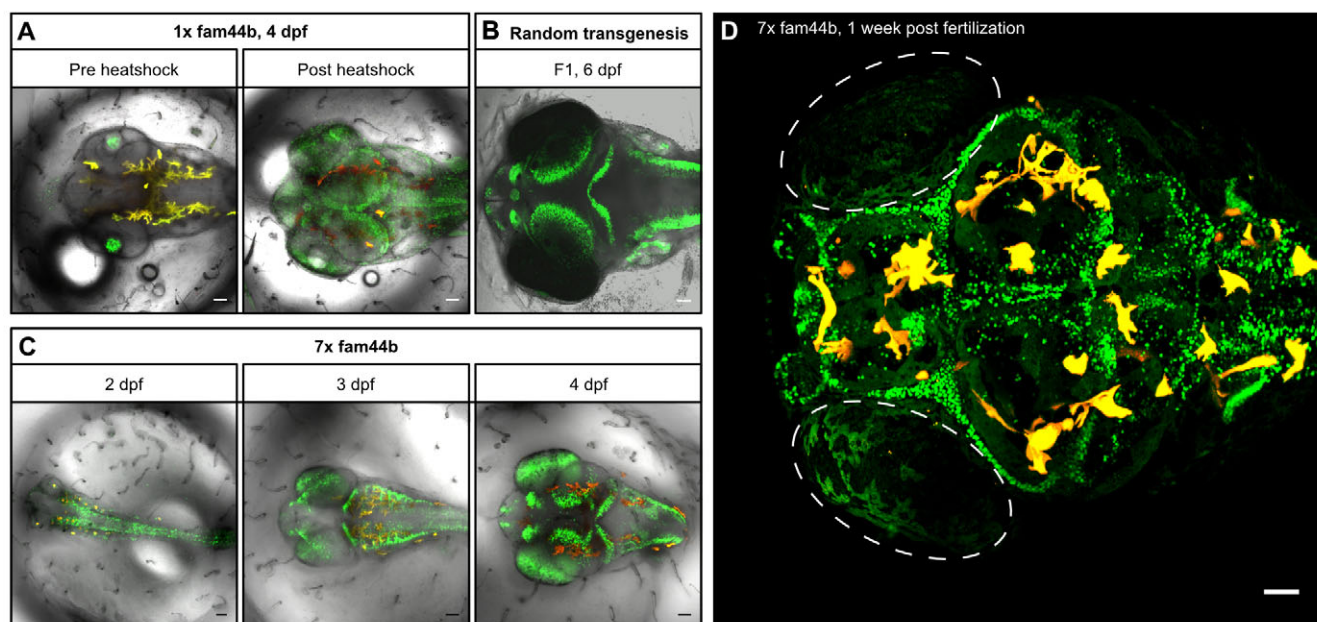 A
1x fam44b, 4 dpf
Pre heatshock
Post heatshock
B
Random transgenesis
F1, 6 dpf
C
7x fam44b
2 dpf
3 dpf
4 dpf
D
7x fam44b, 1 week post fertilization